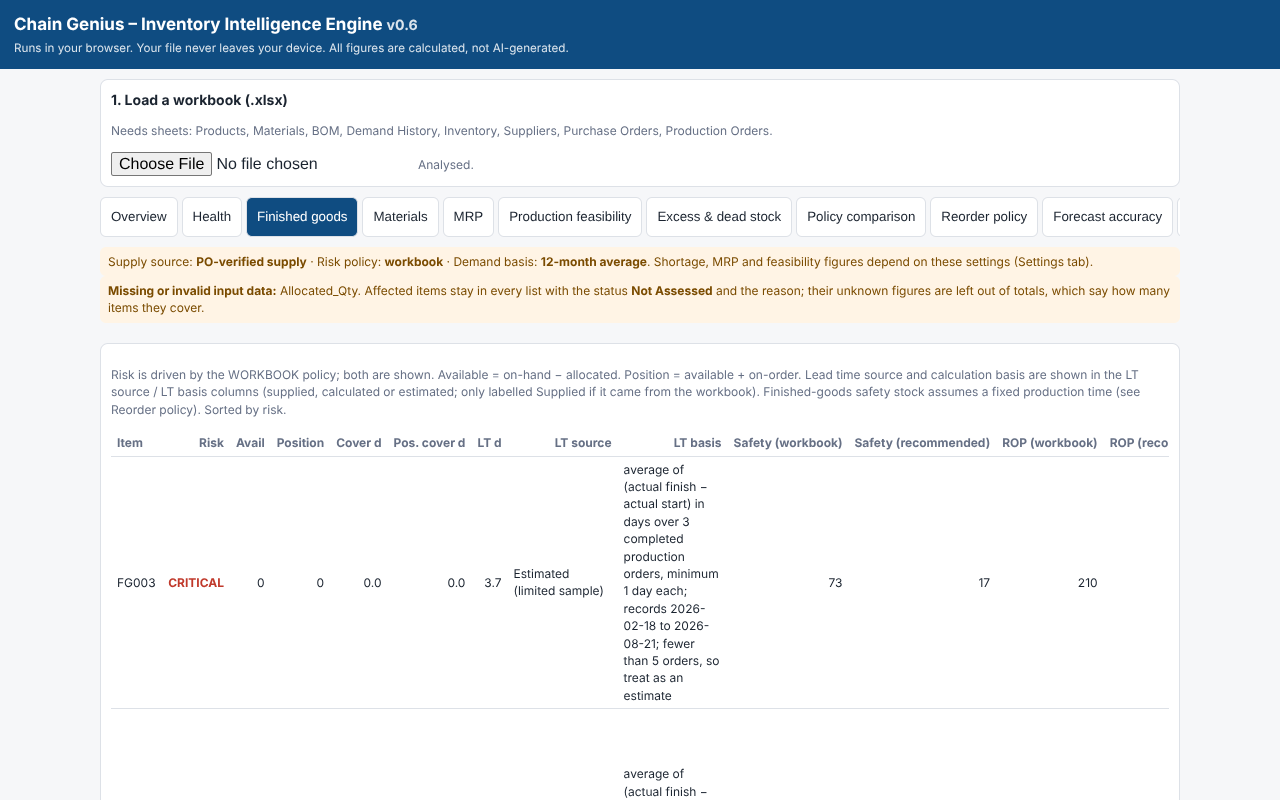 Chain Genius – Inventory Intelligence Engine v0.6
Runs in your browser. Your file never leaves your device. All figures are calculated, not AI-generated.
1. Load a workbook (.xlsx)
Needs sheets: Products, Materials, BOM, Demand History, Inventory, Suppliers, Purchase Orders, Production Orders.
Choose File No file chosen Analysed.
Overview Health Finished goods Materials MRP Production feasibility Excess & dead stock Policy comparison Reorder policy Forecast accuracy
Supply source: PO-verified supply · Risk policy: workbook · Demand basis: 12-month average. Shortage, MRP and feasibility figures depend on these settings (Settings tab).
Missing or invalid input data: Allocated_Qty. Affected items stay in every list with the status Not Assessed and the reason; their unknown figures are left out of totals, which say how many
items they cover.
Risk is driven by the WORKBOOK policy; both are shown. Available = on-hand − allocated. Position = available + on-order. Lead time source and calculation basis are shown in the LT
source / LT basis columns (supplied, calculated or estimated; only labelled Supplied if it came from the workbook). Finished-goods safety stock assumes a fixed production time (see
Reorder policy). Sorted by risk.
Item Risk Avail Position Cover d Pos. cover d LT d LT source LT basis Safety (workbook) Safety (recommended) ROP (workbook) ROP (reco
FG003 CRITICAL 0 0 0.0 0.0 3.7
Estimated
(limited sample)
average of
(actual finish −
actual start) in
days over 3
completed
production
orders, minimum
1 day each;
records 2026-
02-18 to 2026-
08-21; fewer
than 5 orders, so
treat as an
estimate
73 17 210
average of
(actual finish −